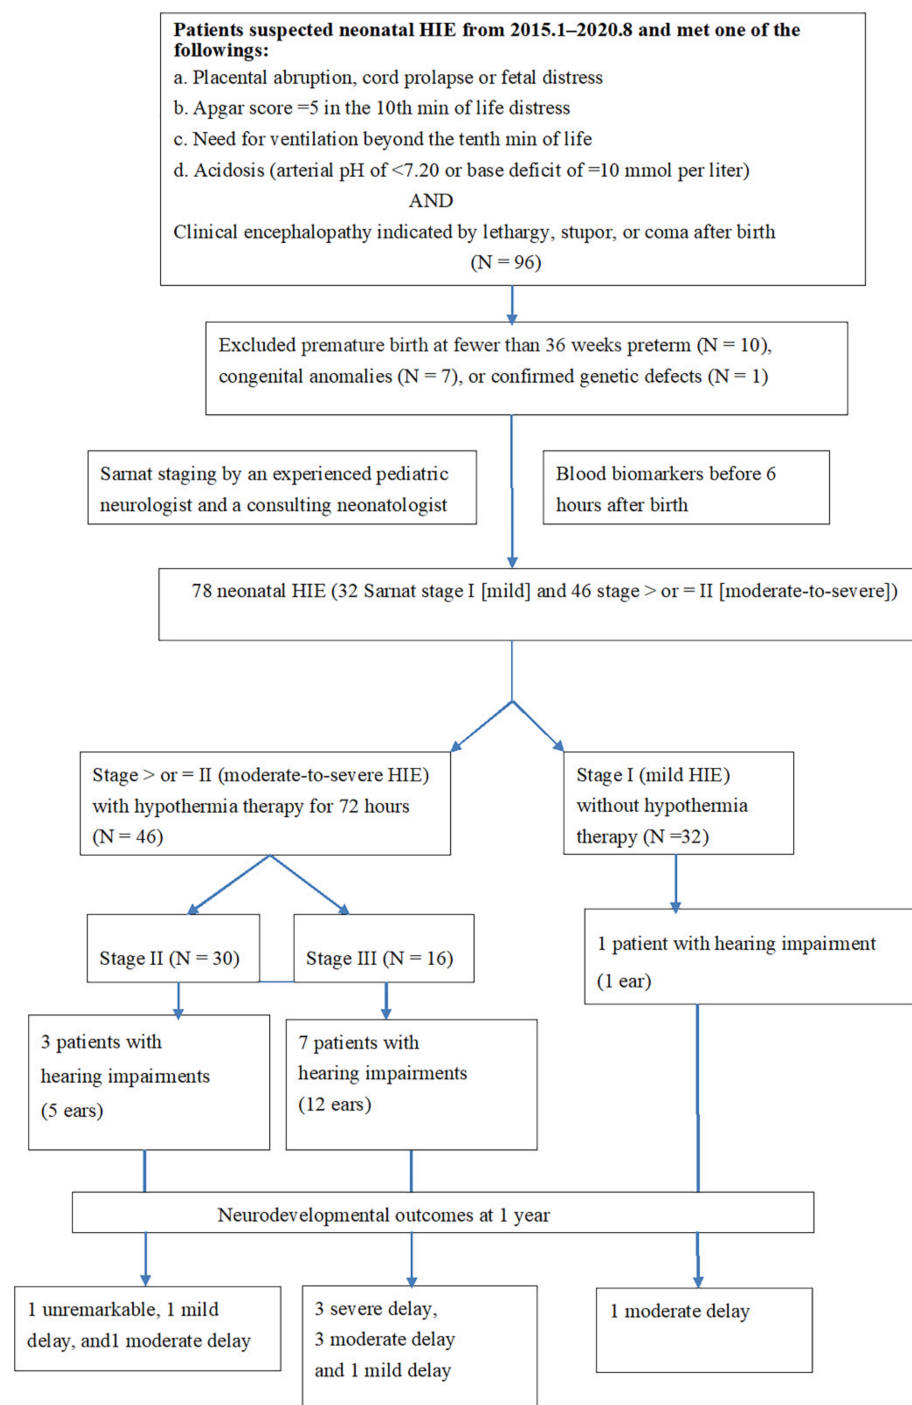 Patients suspected neonatal HIE from 2015.1–2020.8 and met one of the
followings:
a. Placental abruption, cord prolapse or fetal distress
b. Apgar score =5 in the 10th min of life distress
c. Need for ventilation beyond the tenth min of life
d. Acidosis (arterial pH of <7.20 or base deficit of =10 mmol per liter)
AND
Clinical encephalopathy indicated by lethargy, stupor, or coma after birth
(N = 96)
Excluded premature birth at fewer than 36 weeks preterm (N = 10),
congenital anomalies (N = 7), or confirmed genetic defects (N = 1)
Sarnat staging by an experienced pediatric
neurologist and a consulting neonatologist
Blood biomarkers before 6
hours after birth
78 neonatal HIE (32 Sarnat stage I [mild] and 46 stage > or = II [moderate-to-severe])
Stage > or = II (moderate-to-severe HIE)
with hypothermia therapy for 72 hours
(N = 46)
Stage I (mild HIE)
without hypothermia
therapy (N =32)
Stage II (N = 30)
Stage III (N = 16)
1 patient with hearing impairment
(1 ear)
3 patients with
hearing impairments
(5 ears)
7 patients with
hearing impairments
(12 ears)
Neurodevelopmental outcomes at 1 year
1 unremarkable, 1 mild
delay, and1 moderate delay
3 severe delay,
3 moderate delay
and 1 mild delay
1 moderate delay